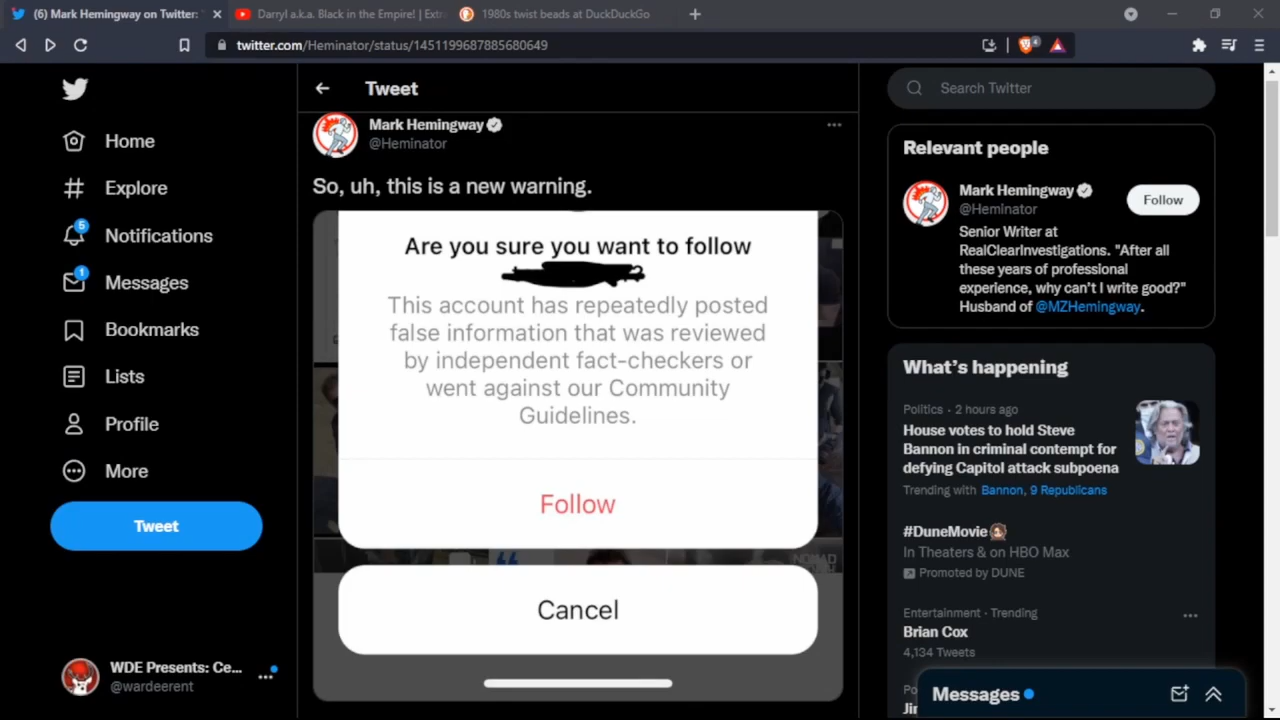 (6) Mark Hemingway on Twitter: "
Darryl a.k.a. Black in the Empire! | Ext
1980s twist beads at DuckDuckGo
twitter.com/Heminator/status/1451199687885680649
4
Home
Explore
5
Notifications
1
Messages
Bookmarks
Lists
Profile
More
Tweet
WDE Presents: Ce...
@wardeerent
Tweet
Mark Hemingway
@Heminator
So, uh, this is a new warning.
Are you sure you want to follow
This account has repeatedly posted
false information that was reviewed
by independent fact-checkers or
went against our Community
Guidelines.
Follow
NOMAD
Cancel
Search Twitter
Relevant people
Mark Hemingway
@Heminator
Follow
Senior Writer at
RealClearInvestigations. "After all
these years of professional
experience, why can't I write good?"
Husband of @MZHemingway.
What's happening
Politics · 2 hours ago
House votes to hold Steve
Bannon in criminal contempt for
defying Capitol attack subpoena
Trending with Bannon, 9 Republicans
#DuneMovie
In Theaters & on HBO Max
Promoted by DUNE
Entertainment · Trending
Brian Cox
4,134 Tweets
Po
Jir
Messages